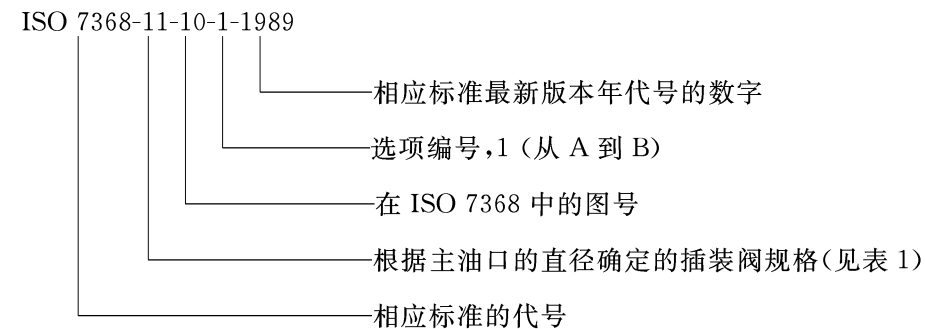 ISO 7368-11-10-1-1989
相应标准最新版本年代号的数字
选项编号,1（从 A 到 B）
在 ISO 7368 中的图号
根据主油口的直径确定的插装阀规格（见表 1）
相应标准的代号